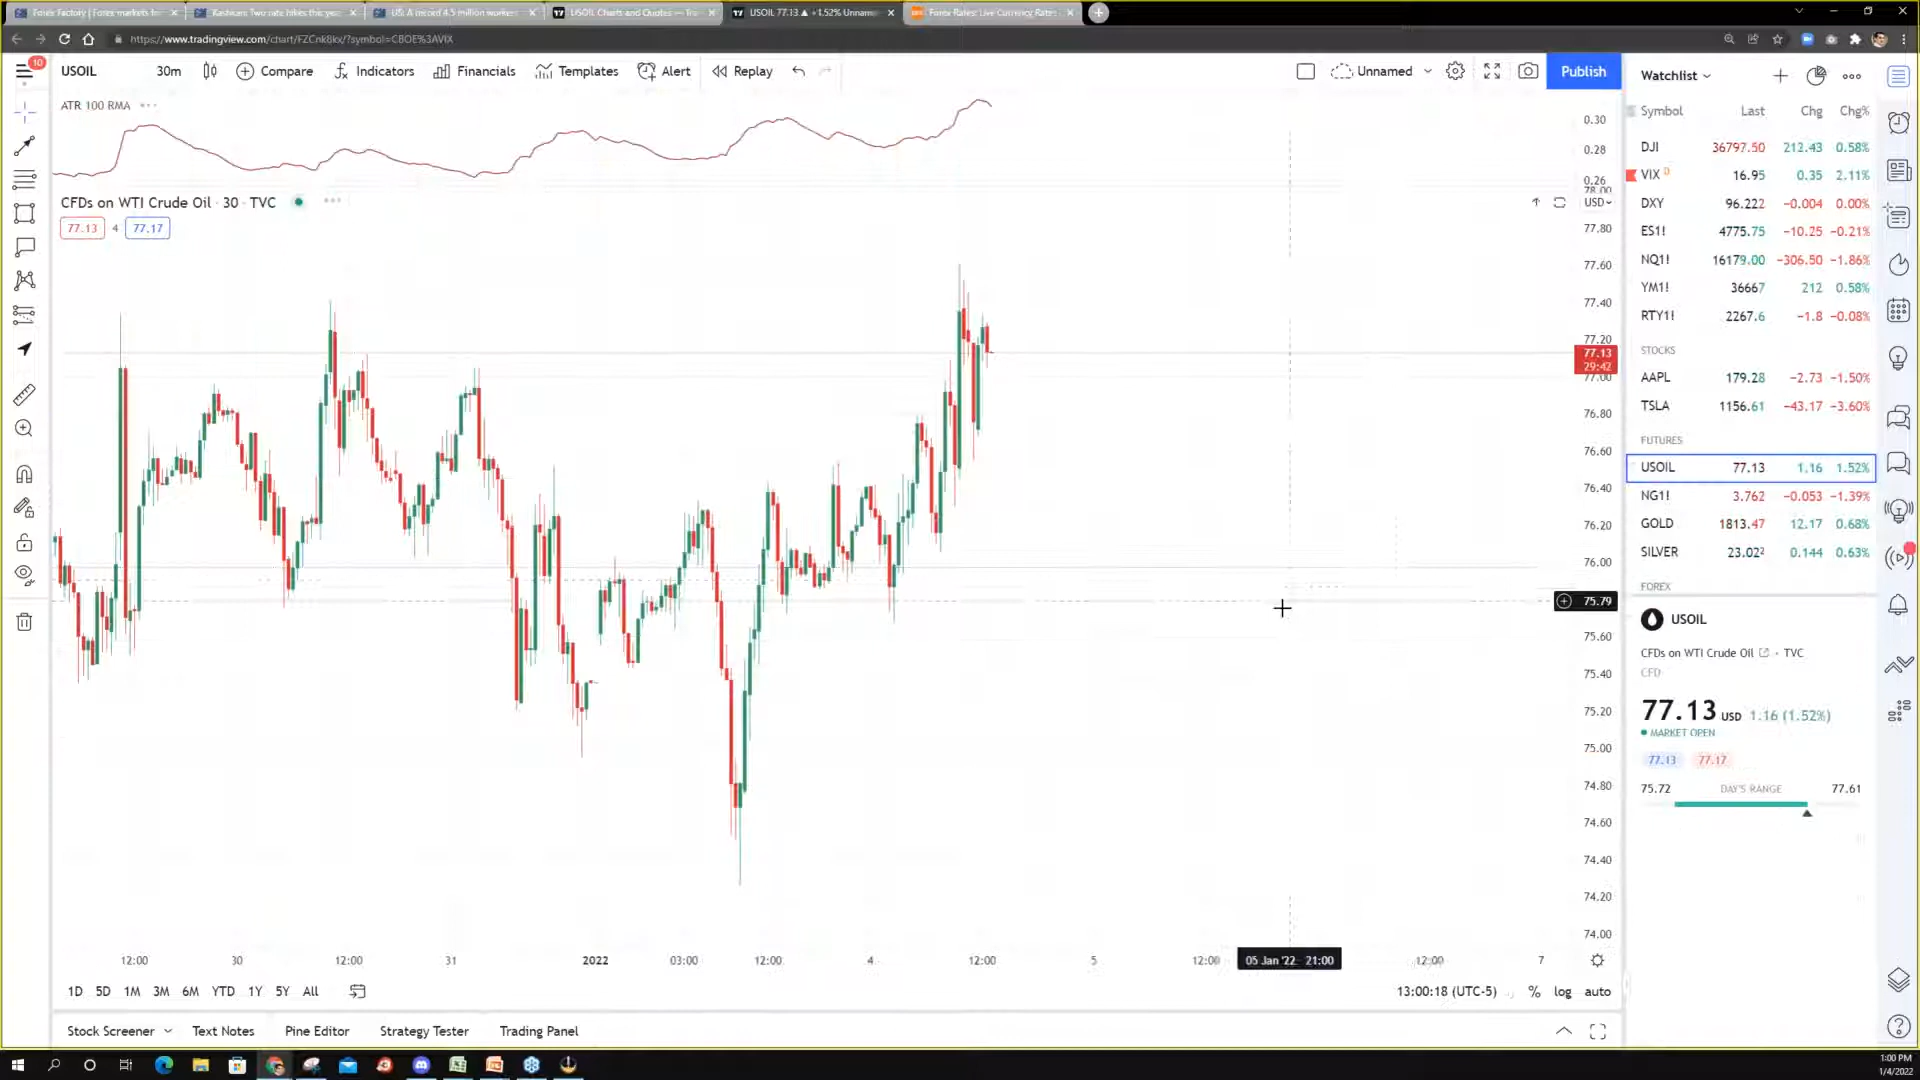 Forex Factory | Forex markets fo
Kashkari: Two rate hikes this yea
US: A record 4.5 million workers
USOIL Charts and Quotes — Tra
USOIL 77.13 ▲ +1.52% Unnam
Forex Rates: Live Currency Rates
https://www.tradingview.com/chart/FZCnk8kx/?symbol=CBOE%3AVIX
10
USOIL 30m Compare Indicators Financials Templates Alert Replay Unnamed Publish
ATR 100 RMA
0.30
0.28
0.26
CFDs on WTI Crude Oil · 30 · TVC
77.13 4 77.17
78.00
USD
77.80
77.60
77.40
77.20
77.13
29:42
77.00
76.80
76.60
76.40
76.20
76.00
75.79
75.60
75.40
75.20
75.00
74.80
74.60
74.40
74.20
74.00
12:00 30 12:00 31 2022 03:00 12:00 4 12:00 5 12:00 05 Jan '22 21:00 12:00 7
1D 5D 1M 3M 6M YTD 1Y 5Y All
13:00:18 (UTC-5) % log auto
Stock Screener Text Notes Pine Editor Strategy Tester Trading Panel
Watchlist
Symbol Last Chg Chg%
DJI 36797.50 212.43 0.58%
VIX D 16.95 0.35 2.11%
DXY 96.222 −0.004 0.00%
ES1! 4775.75 −10.25 −0.21%
NQ1! 16179.00 −306.50 −1.86%
YM1! 36667 212 0.58%
RTY1! 2267.6 −1.8 −0.08%
STOCKS
AAPL 179.28 −2.73 −1.50%
TSLA 1156.61 −43.17 −3.60%
FUTURES
USOIL 77.13 1.16 1.52%
NG1! 3.762 −0.053 −1.39%
GOLD 1813.47 12.17 0.68%
SILVER 23.022 0.144 0.63%
FOREX
USOIL
CFDs on WTI Crude Oil · TVC
CFD
77.13 USD 1.16 (1.52%)
MARKET OPEN
77.13 77.17
75.72 DAY'S RANGE 77.61
1:00 PM
1/4/2022